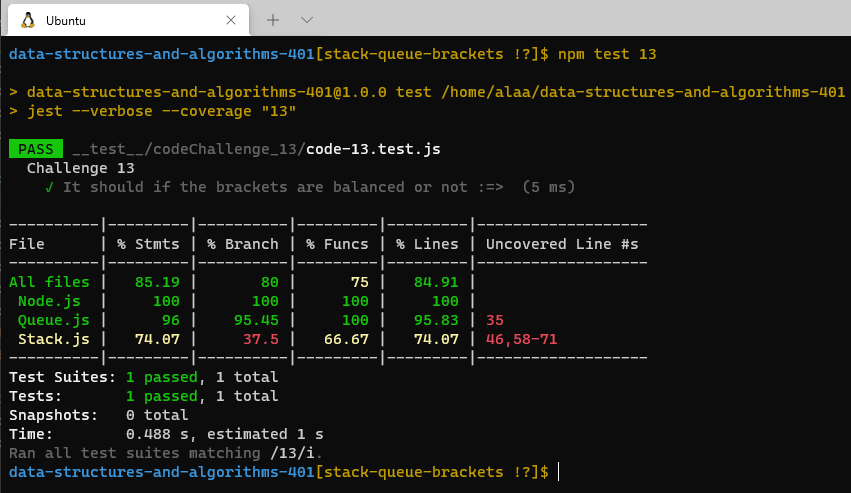 Ubuntu
data-structures-and-algorithms-401[stack-queue-brackets !?]$ npm test 13
> data-structures-and-algorithms-401@1.0.0 test /home/alaa/data-structures-and-algorithms-401
> jest --verbose --coverage "13"
PASS __test__/codeChallenge_13/code-13.test.js
Challenge 13
✓ It should if the brackets are balanced or not :=> (5 ms)
----------|---------|----------|---------|---------|-------------------
File      | % Stmts | % Branch | % Funcs | % Lines | Uncovered Line #s
----------|---------|----------|---------|---------|-------------------
All files |   85.19 |       80 |      75 |   84.91 |
Node.js  |     100 |      100 |     100 |     100 |
Queue.js |      96 |    95.45 |     100 |   95.83 | 35
Stack.js |   74.07 |     37.5 |   66.67 |   74.07 | 46,58-71
----------|---------|----------|---------|---------|-------------------
Test Suites: 1 passed, 1 total
Tests:       1 passed, 1 total
Snapshots:   0 total
Time:        0.488 s, estimated 1 s
Ran all test suites matching /13/i.
data-structures-and-algorithms-401[stack-queue-brackets !?]$